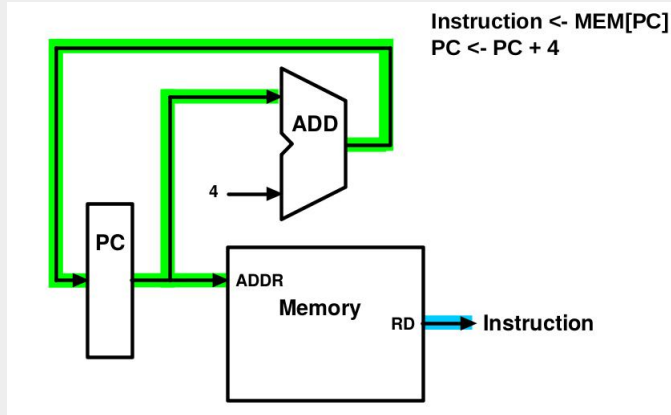 Instruction <- MEM[PC]
PC <- PC + 4
ADD
4
PC
ADDR
Memory
RD
Instruction